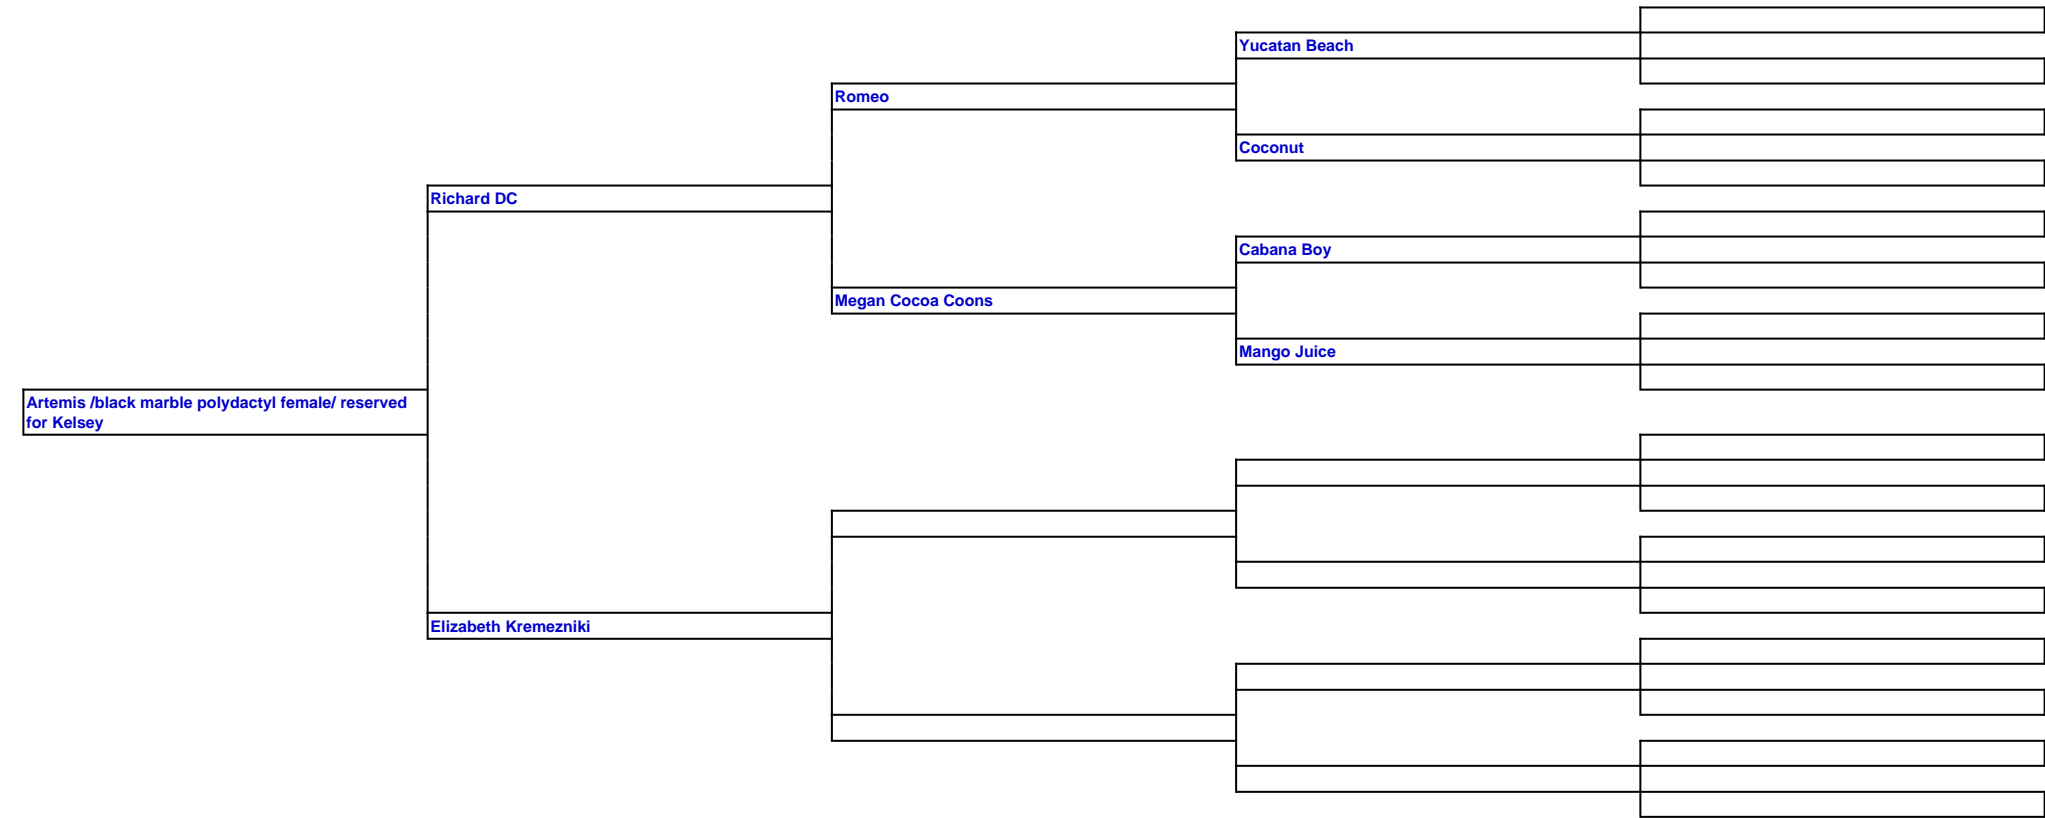 Yucatan Beach
Romeo
Coconut
Richard DC
Cabana Boy
Megan Cocoa Coons
Mango Juice
Artemis /black marble polydactyl female/ reserved
for Kelsey
Elizabeth Kremezniki